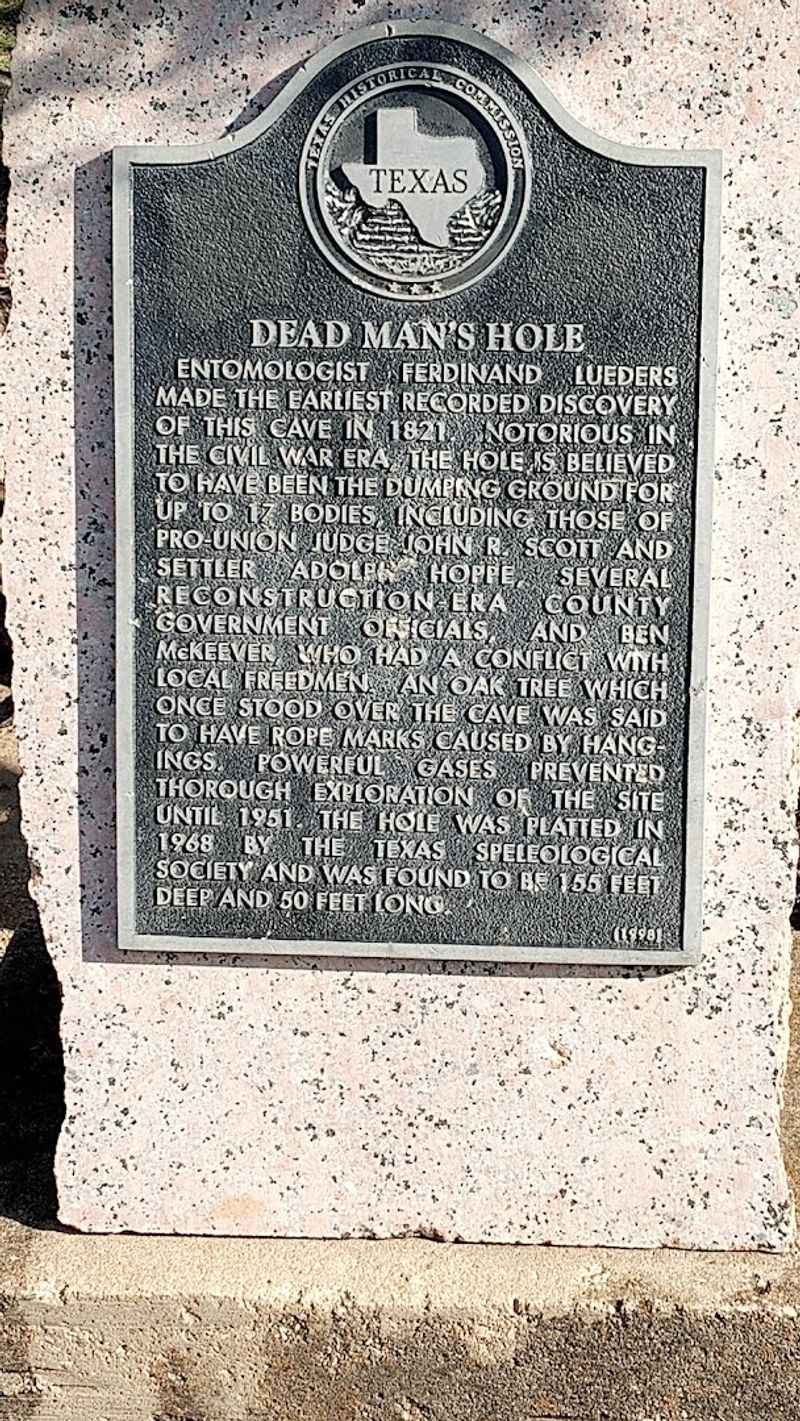 TEXAS HISTORICAL COMMISSION
TEXAS
DEAD MAN'S HOLE
ENTOMOLOGIST FERDINAND LUEDERS
MADE THE EARLIEST RECORDED DISCOVERY
OF THIS CAVE IN 1821. NOTORIOUS IN
THE CIVIL WAR ERA, THE HOLE IS BELIEVED
TO HAVE BEEN THE DUMPING GROUND FOR
UP TO 17 BODIES, INCLUDING THOSE OF
PRO-UNION JUDGE JOHN R. SCOTT AND
SETTLER ADOLPH HOPPE, SEVERAL
RECONSTRUCTION-ERA COUNTY
GOVERNMENT OFFICIALS, AND BEN
McKEEVER, WHO HAD A CONFLICT WITH
LOCAL FREEDMEN. AN OAK TREE WHICH
ONCE STOOD OVER THE CAVE WAS SAID
TO HAVE ROPE MARKS CAUSED BY HANG-
INGS. POWERFUL GASES PREVENTED
THOROUGH EXPLORATION OF THE SITE
UNTIL 1951. THE HOLE WAS PLATTED IN
1968 BY THE TEXAS SPELEOLOGICAL
SOCIETY AND WAS FOUND TO BE 155 FEET
DEEP AND 50 FEET LONG.
(1998)